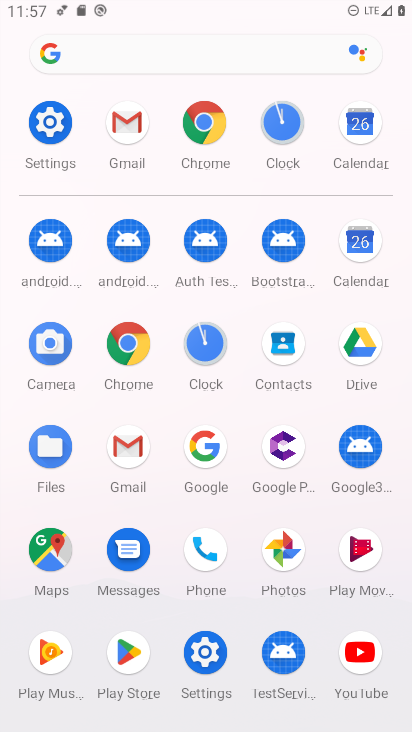 11:57
LTE
Settings Gmail Chrome Clock 26 Calendar
android.... android.... Auth Tes... Bootstra... 26 Calendar
Camera Chrome Clock Contacts Drive
Files Gmail Google Google P... Google3...
Maps Messages Phone Photos Play Mov...
Play Mus... Play Store Settings TestServi... YouTube